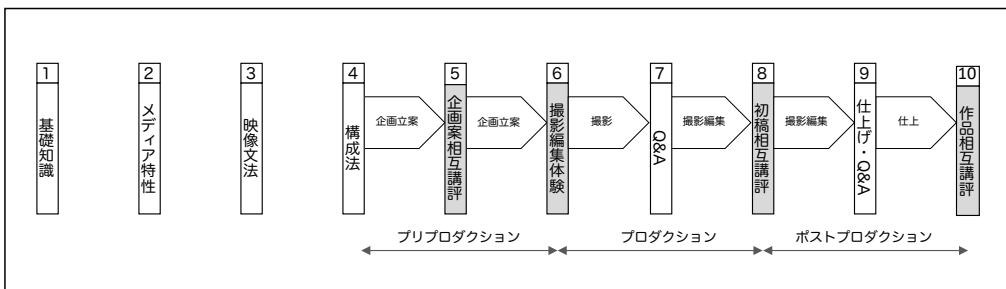 1
基礎知識
2
メディア特性
3
映像文法
4
構成法
企画立案
5
企画案相互講評
企画立案
6
撮影編集体験
撮影
7
Q&A
撮影編集
8
初稿相互講評
撮影編集
9
仕上げ・Q&A
仕上
10
作品相互講評
プリプロダクション
プロダクション
ポストプロダクション